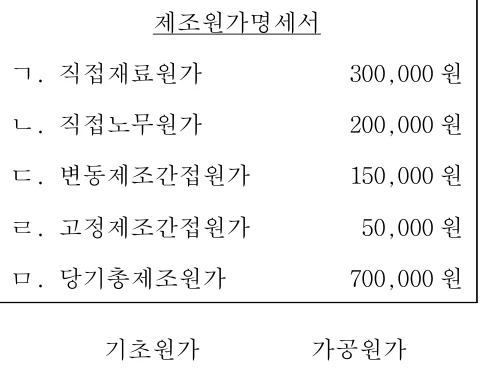 제조원가명세서
ㄱ. 직접재료원가 300,000 원
ㄴ. 직접노무원가 200,000 원
ㄷ. 변동제조간접원가 150,000 원
ㄹ. 고정제조간접원가 50,000 원
ㅁ. 당기총제조원가 700,000 원
기초원가 가공원가